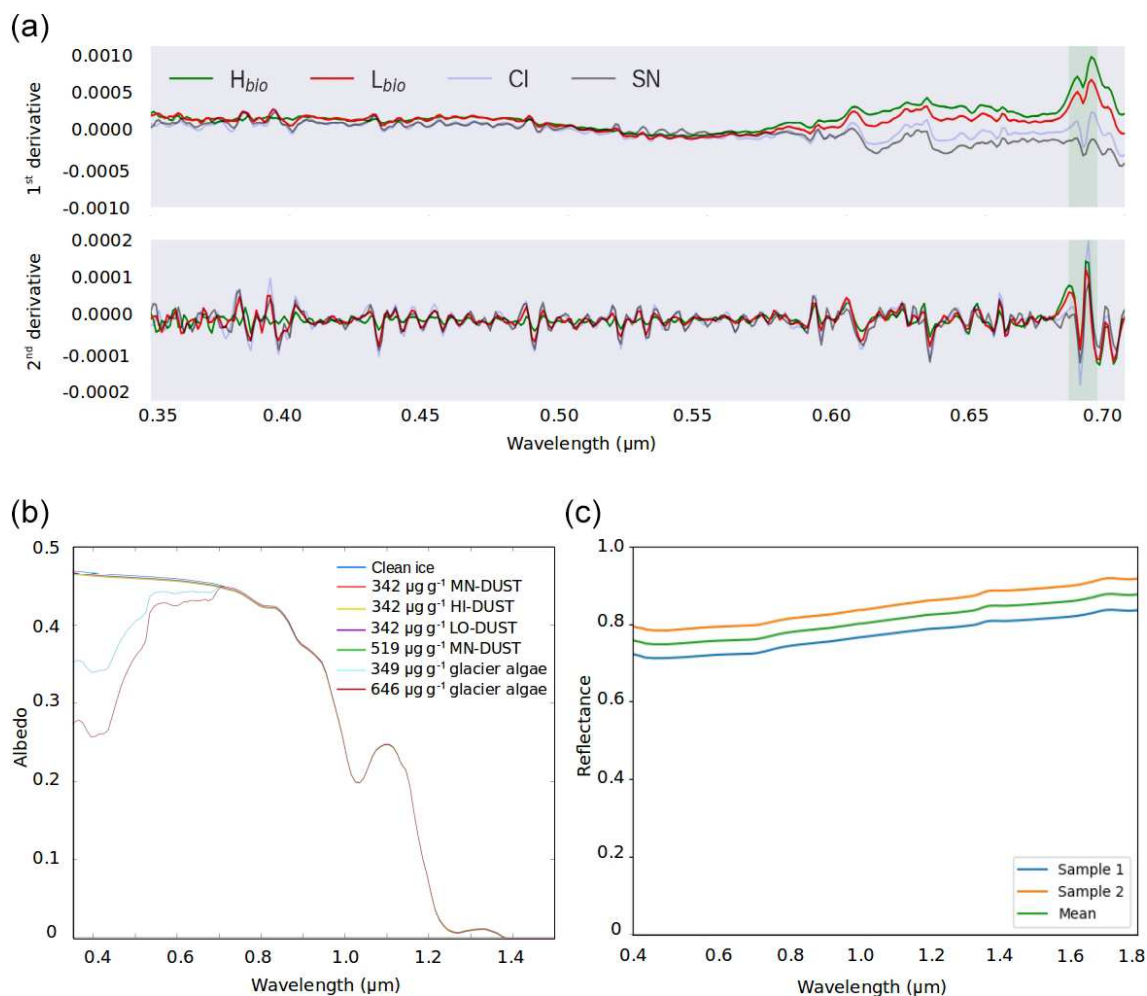 (a)
0.0010
0.0005
0.0000
-0.0005
-0.0010
1st derivative
H_bio L_bio CI SN
0.0002
0.0001
0.0000
-0.0001
-0.0002
2nd derivative
0.35 0.40 0.45 0.50 0.55 0.60 0.65 0.70
Wavelength (µm)
(b)
0.5
0.4
0.3
0.2
0.1
0
Albedo
Clean ice
342 µg g⁻¹ MN-DUST
342 µg g⁻¹ HI-DUST
342 µg g⁻¹ LO-DUST
519 µg g⁻¹ MN-DUST
349 µg g⁻¹ glacier algae
646 µg g⁻¹ glacier algae
0.4 0.6 0.8 1.0 1.2 1.4
Wavelength (µm)
(c)
1.0
0.8
0.6
0.4
0.2
0
Reflectance
Sample 1
Sample 2
Mean
0.4 0.6 0.8 1.0 1.2 1.4 1.6 1.8
Wavelength (µm)